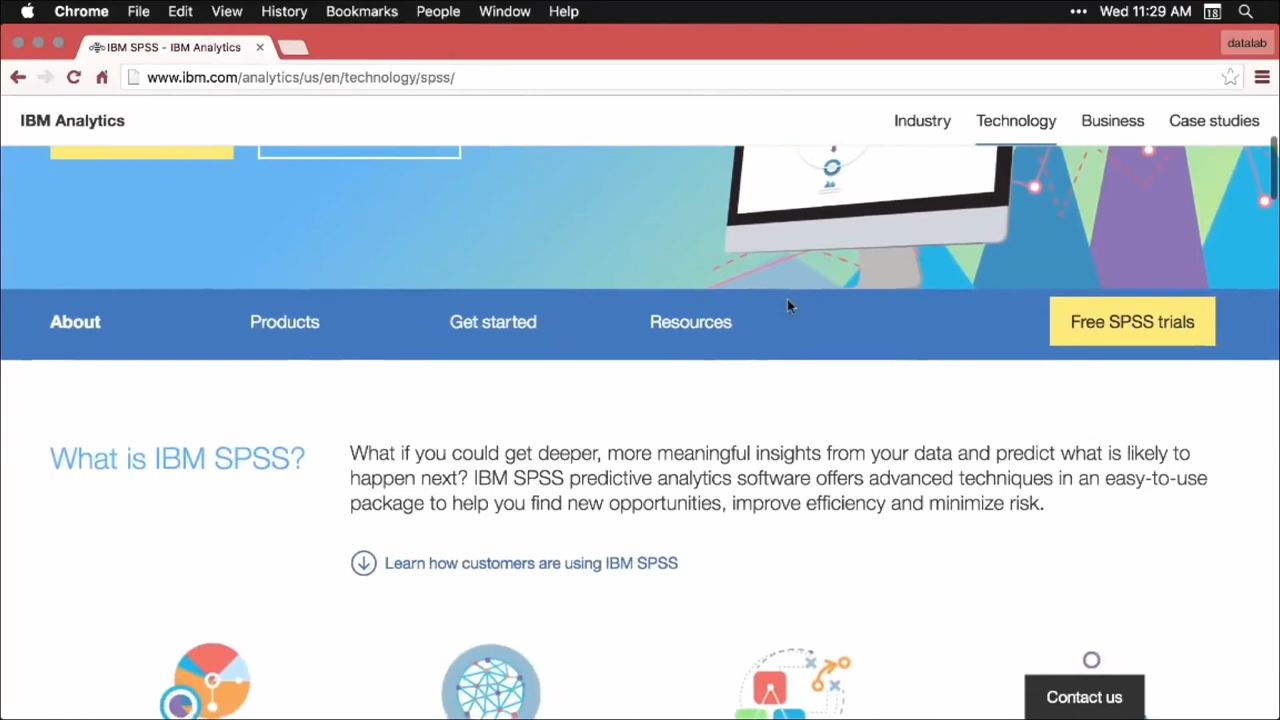 Chrome File Edit View History Bookmarks People Window Help ••• Wed 11:29 AM 18
IBM SPSS - IBM Analytics × datalab
www.ibm.com/analytics/us/en/technology/spss/
IBM Analytics Industry Technology Business Case studies
About Products Get started Resources Free SPSS trials
What is IBM SPSS?
What if you could get deeper, more meaningful insights from your data and predict what is likely to
happen next? IBM SPSS predictive analytics software offers advanced techniques in an easy-to-use
package to help you find new opportunities, improve efficiency and minimize risk.
Learn how customers are using IBM SPSS
Contact us